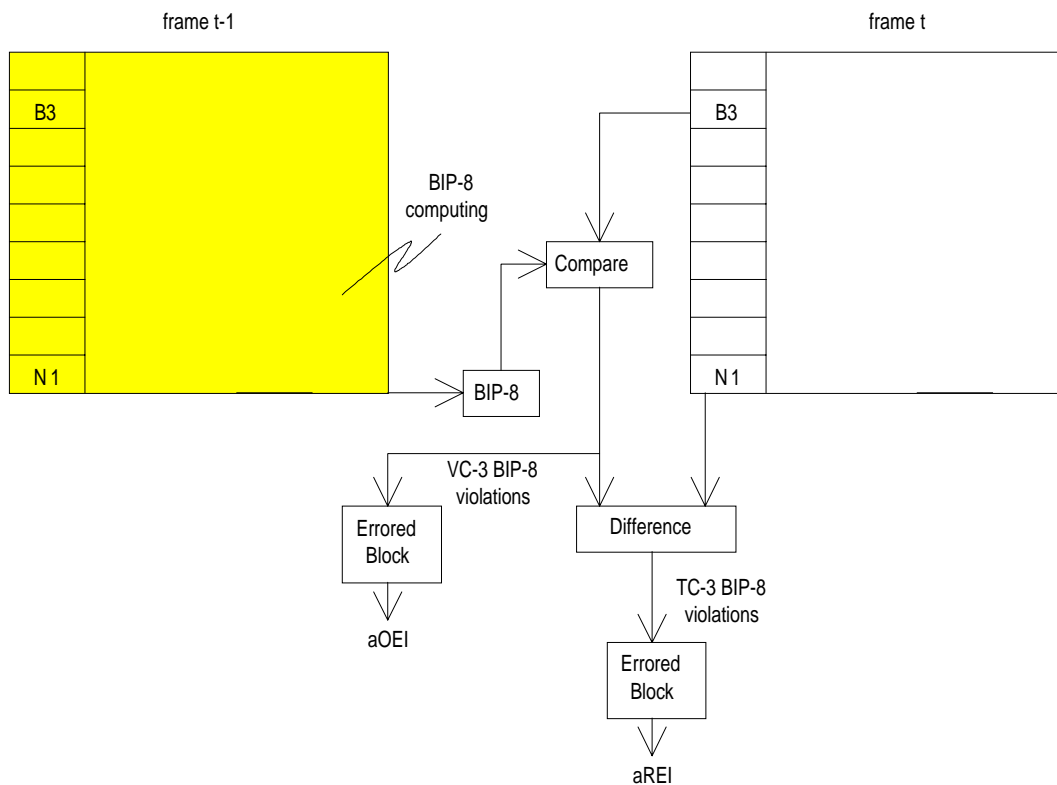 frame t-1
frame t
B3
B3
BIP-8
computing
Compare
N1
BIP-8
N1
VC-3 BIP-8
violations
Errored
Block
Difference
TC-3 BIP-8
violations
aOEI
Errored
Block
aREI